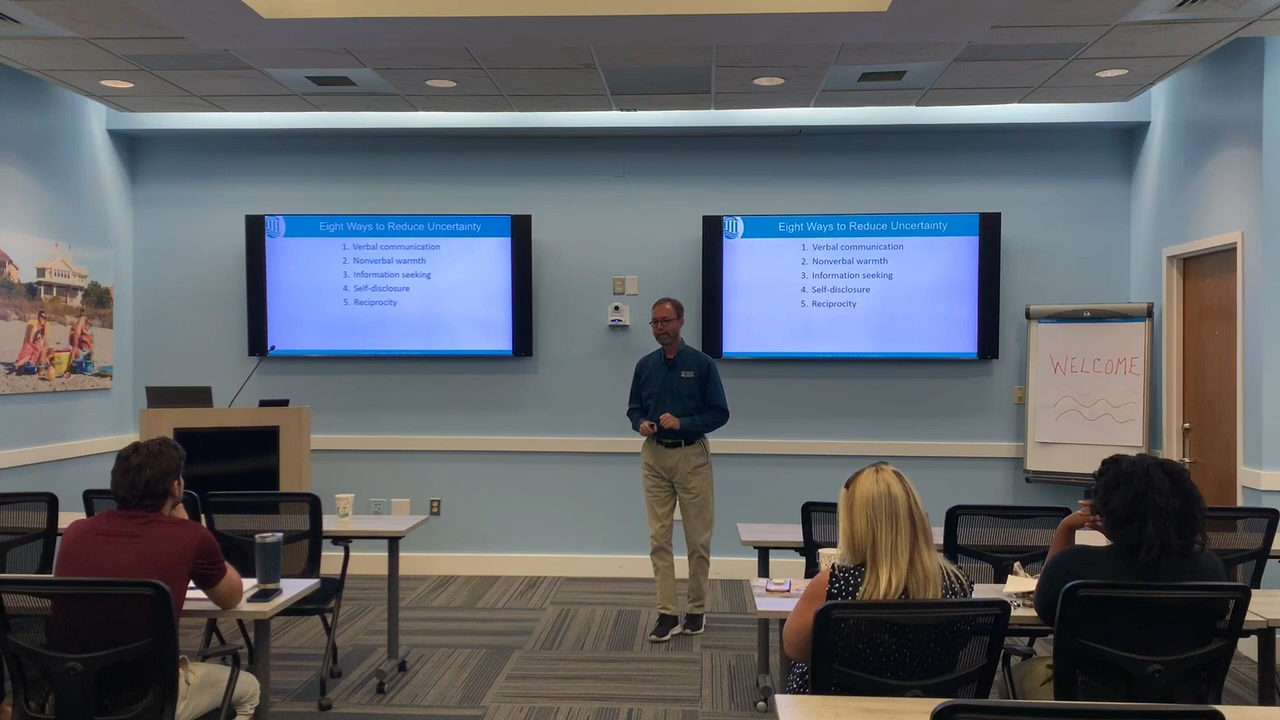 Eight Ways to Reduce Uncertainty
1. Verbal communication
2. Nonverbal warmth
3. Information seeking
4. Self-disclosure
5. Reciprocity
Eight Ways to Reduce Uncertainty
1. Verbal communication
2. Nonverbal warmth
3. Information seeking
4. Self-disclosure
5. Reciprocity
WELCOME